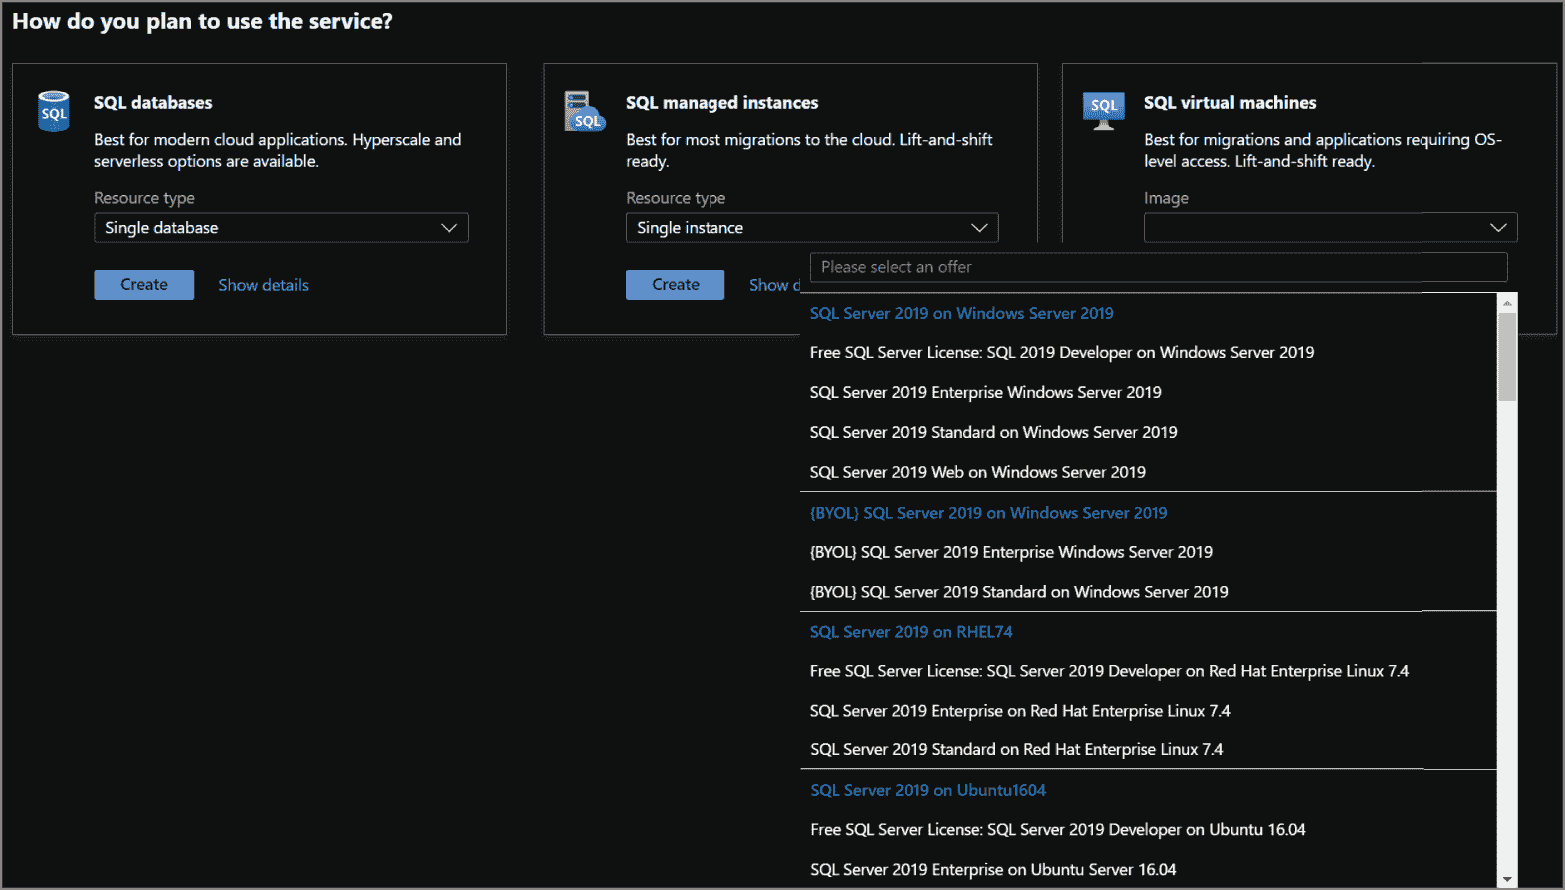 How do you plan to use the service?
SQL
SQL databases
Best for modern cloud applications. Hyperscale and
serverless options are available.
Resource type
Single database
Create
Show details
SQL
SQL managed instances
Best for most migrations to the cloud. Lift-and-shift
ready.
Resource type
Single instance
Create
Show d
SQL
SQL virtual machines
Best for migrations and applications requiring OS-
level access. Lift-and-shift ready.
Image
Please select an offer
SQL Server 2019 on Windows Server 2019
Free SQL Server License: SQL 2019 Developer on Windows Server 2019
SQL Server 2019 Enterprise Windows Server 2019
SQL Server 2019 Standard on Windows Server 2019
SQL Server 2019 Web on Windows Server 2019
{BYOL} SQL Server 2019 on Windows Server 2019
{BYOL} SQL Server 2019 Enterprise Windows Server 2019
{BYOL} SQL Server 2019 Standard on Windows Server 2019
SQL Server 2019 on RHEL74
Free SQL Server License: SQL Server 2019 Developer on Red Hat Enterprise Linux 7.4
SQL Server 2019 Enterprise on Red Hat Enterprise Linux 7.4
SQL Server 2019 Standard on Red Hat Enterprise Linux 7.4
SQL Server 2019 on Ubuntu1604
Free SQL Server License: SQL Server 2019 Developer on Ubuntu 16.04
SQL Server 2019 Enterprise on Ubuntu Server 16.04